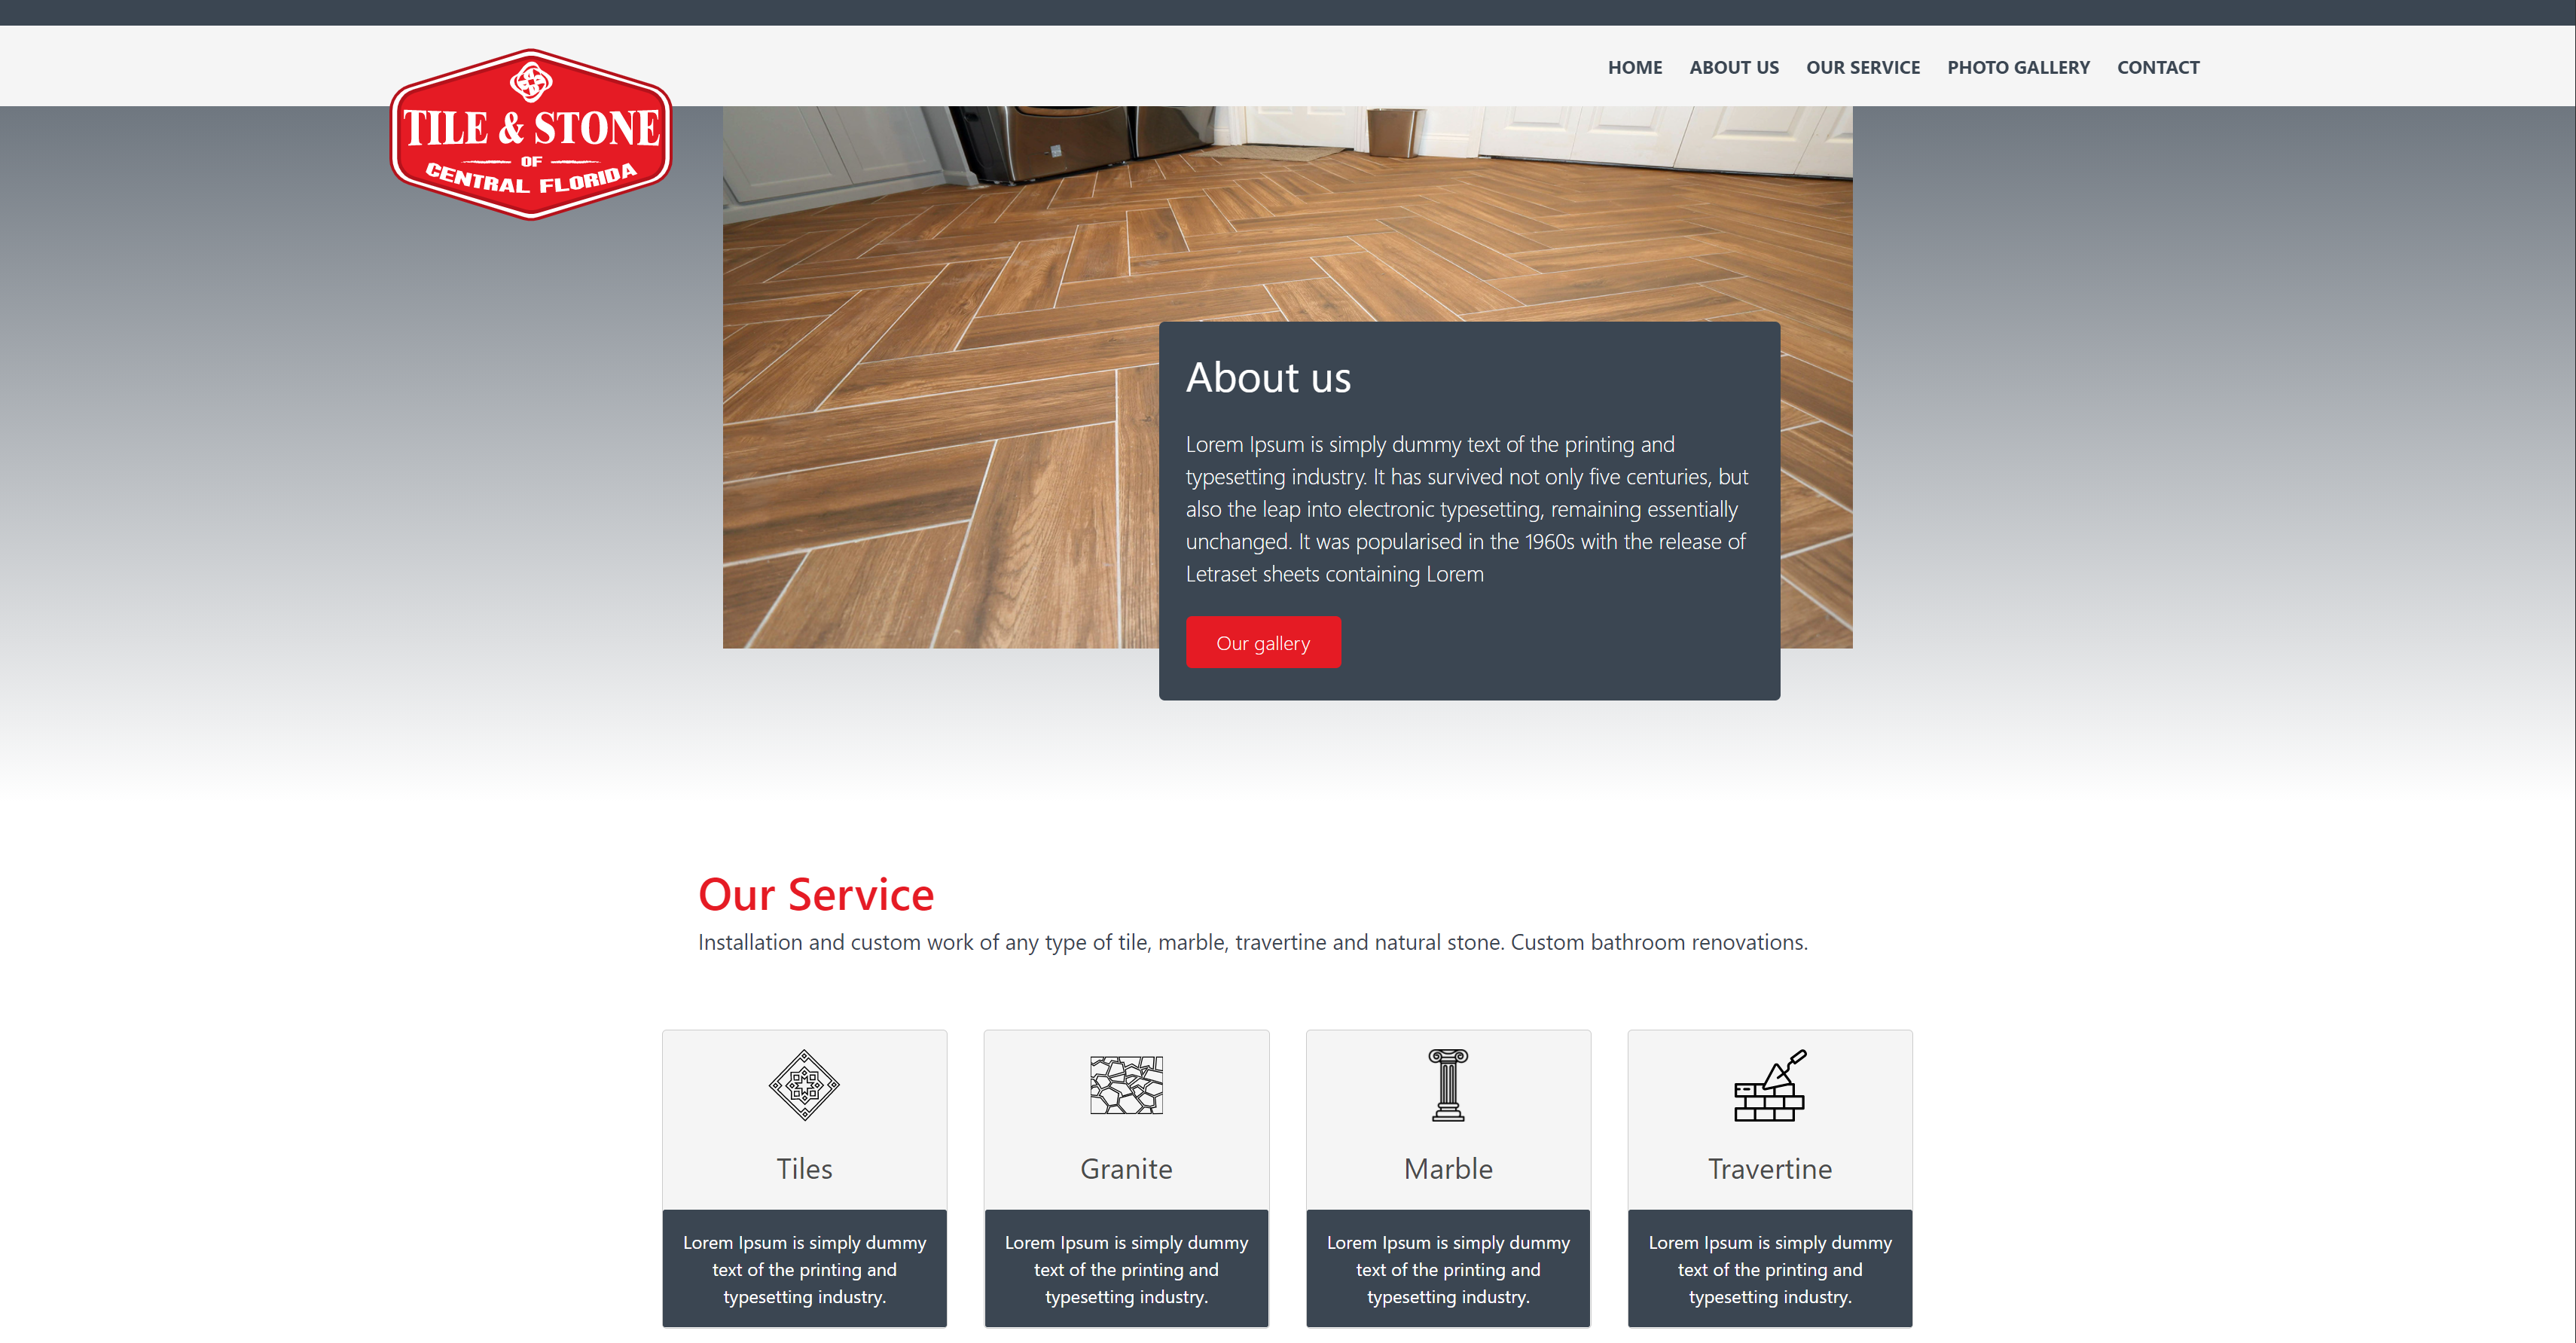 HOME ABOUT US OUR SERVICE PHOTO GALLERY CONTACT
TILE & STONE
OF
CENTRAL FLORIDA
About us
Lorem Ipsum is simply dummy text of the printing and
typesetting industry. It has survived not only five centuries, but
also the leap into electronic typesetting, remaining essentially
unchanged. It was popularised in the 1960s with the release of
Letraset sheets containing Lorem
Our gallery
Our Service
Installation and custom work of any type of tile, marble, travertine and natural stone. Custom bathroom renovations.
Tiles
Lorem Ipsum is simply dummy
text of the printing and
typesetting industry.
Granite
Lorem Ipsum is simply dummy
text of the printing and
typesetting industry.
Marble
Lorem Ipsum is simply dummy
text of the printing and
typesetting industry.
Travertine
Lorem Ipsum is simply dummy
text of the printing and
typesetting industry.